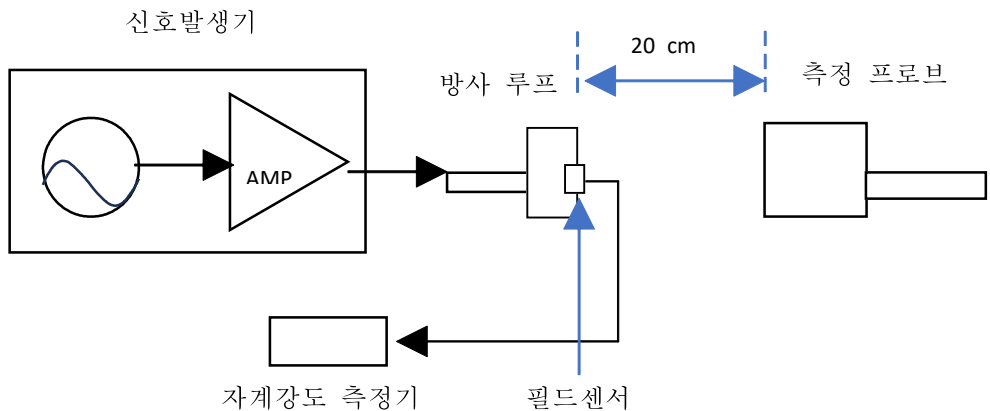 신호발생기
방사 루프
20 cm
측정 프로브
AMP
자계강도 측정기
필드센서